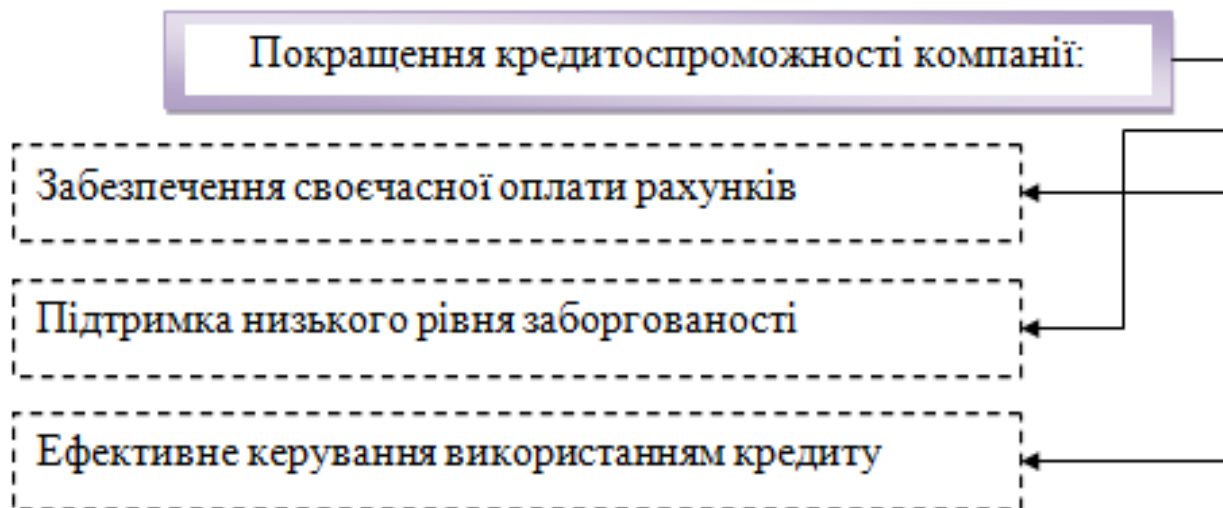 Покращення кредитоспроможності компанії:
Забезпечення своєчасної оплати рахунків
Підтримка низького рівня заборгованості
Ефективне керування використанням кредиту